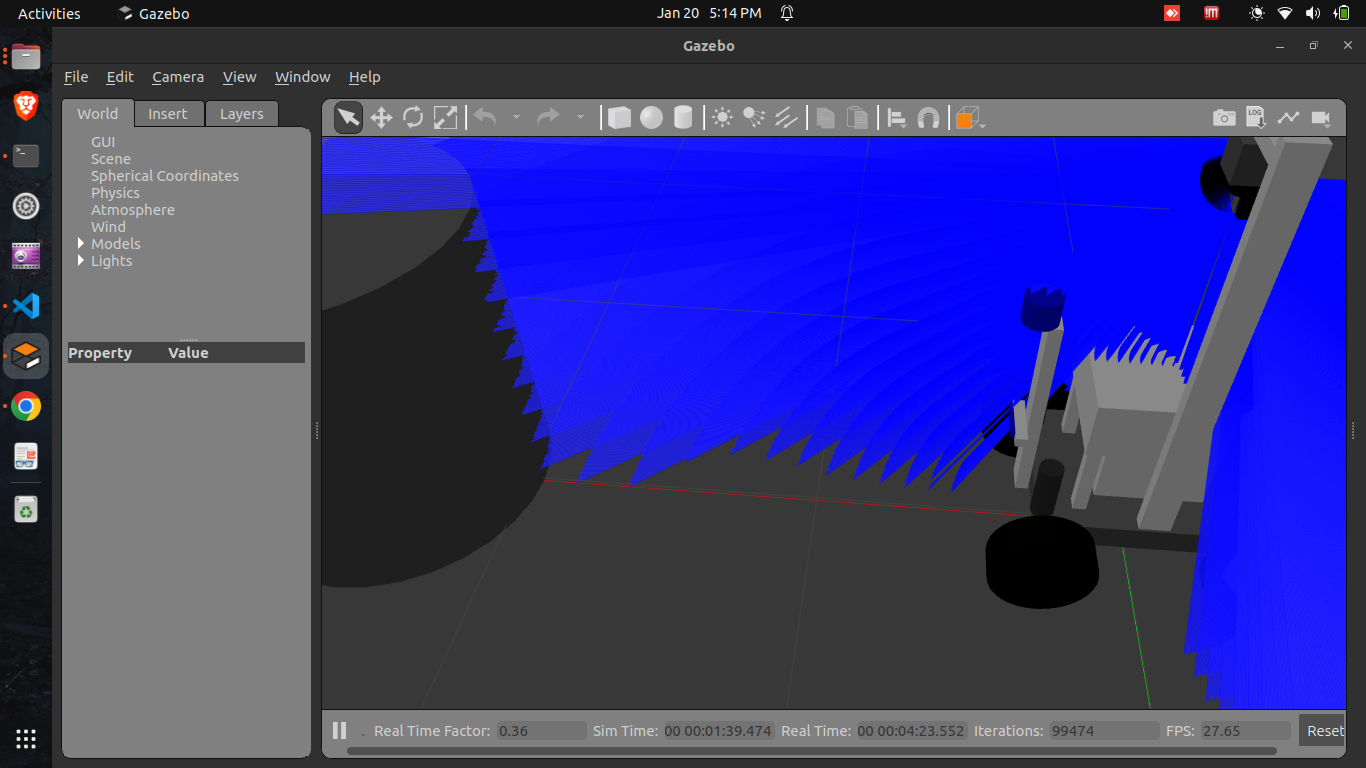 Activities Gazebo Jan 20 5:14 PM
Gazebo
File Edit Camera View Window Help
World Insert Layers
LOG
GUI
Scene
Spherical Coordinates
Physics
Atmosphere
Wind
Models
Lights
Property Value
Real Time Factor: 0.36 Sim Time: 00 00:01:39.474 Real Time: 00 00:04:23.552 Iterations: 99474 FPS: 27.65 Reset